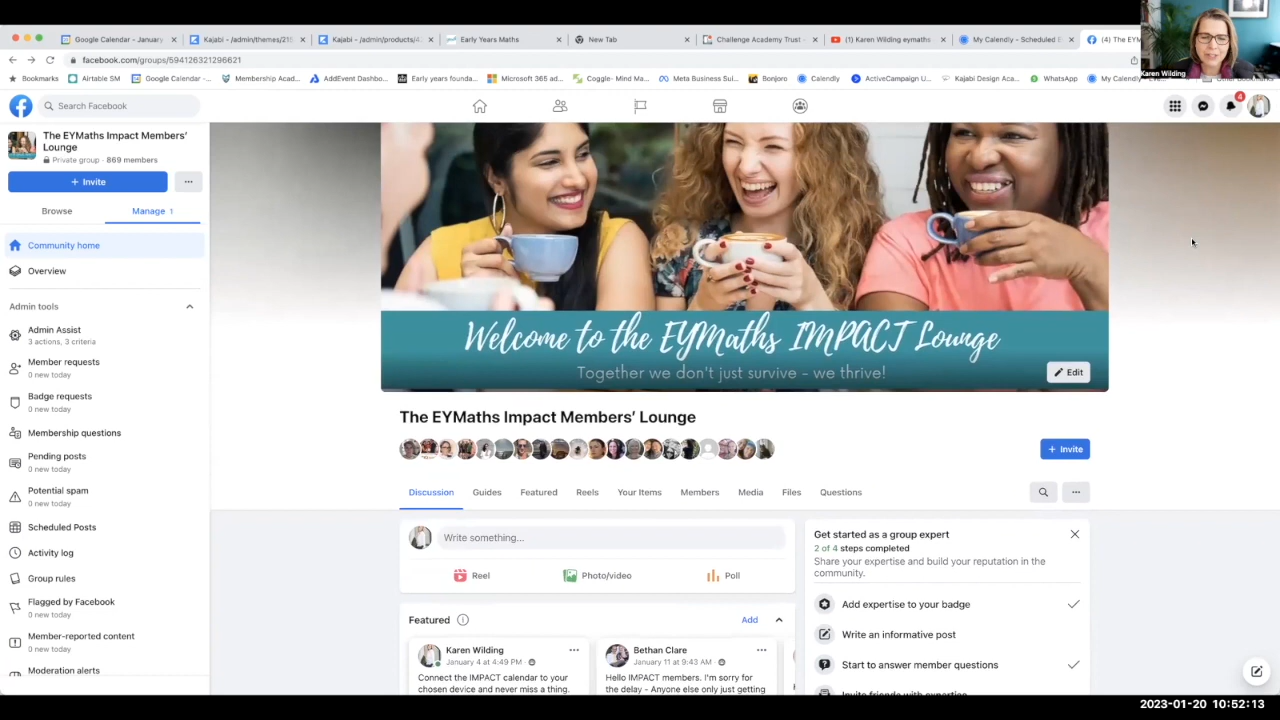 Google Calendar - January
Kajabi - /admin/themes/215
Kajabi - /admin/products/4
Early Years Maths
New Tab
Challenge Academy Trust -
(1) Karen Wilding eymaths
My Calendly - Scheduled E
(4) The EYM
facebook.com/groups/594126321296621
Bookmarks
Airtable SM
Google Calendar -...
Membership Acad...
AddEvent Dashbo...
Early years founda...
Microsoft 365 ad...
Coggle- Mind Ma...
Meta Business Sui...
Bonjoro
Calendly
ActiveCampaign U...
Kajabi Design Aca...
WhatsApp
My Calendly
Other Bookmarks
Karen Wilding
Search Facebook
4
The EYMaths Impact Members' Lounge
Private group · 869 members
+ Invite
Browse
Manage 1
Community home
Overview
Admin tools
Admin Assist
3 actions, 3 criteria
Member requests
0 new today
Badge requests
0 new today
Membership questions
Pending posts
0 new today
Potential spam
0 new today
Scheduled Posts
Activity log
Group rules
Flagged by Facebook
0 new today
Member-reported content
0 new today
Moderation alerts
Welcome to the EYMaths IMPACT Lounge
Together we don't just survive - we thrive!
Edit
The EYMaths Impact Members' Lounge
+ Invite
Discussion
Guides
Featured
Reels
Your Items
Members
Media
Files
Questions
Write something...
Reel
Photo/video
Poll
Featured
Add
Karen Wilding
January 4 at 4:49 PM ·
Connect the IMPACT calendar to your
chosen device and never miss a thing.
Bethan Clare
January 11 at 9:43 AM ·
Hello IMPACT members. I'm sorry for
the delay - Anyone else only just getting
Get started as a group expert
2 of 4 steps completed
Share your expertise and build your reputation in the
community.
Add expertise to your badge
Write an informative post
Start to answer member questions
Invite friends with expertise
2023-01-20 10:52:13